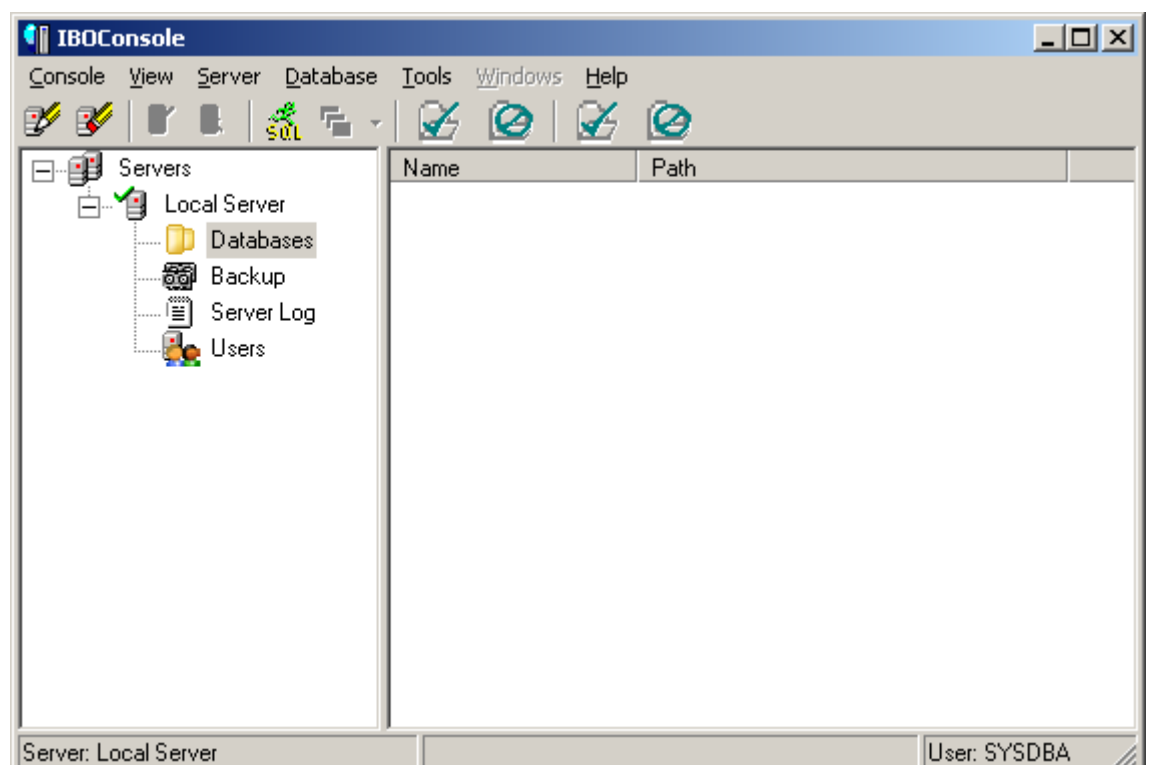 IBOConsole
Console View Server Database Tools Windows Help
SQL
Servers
Local Server
Databases
Backup
Server Log
Users
Name Path
Server: Local Server User: SYSDBA